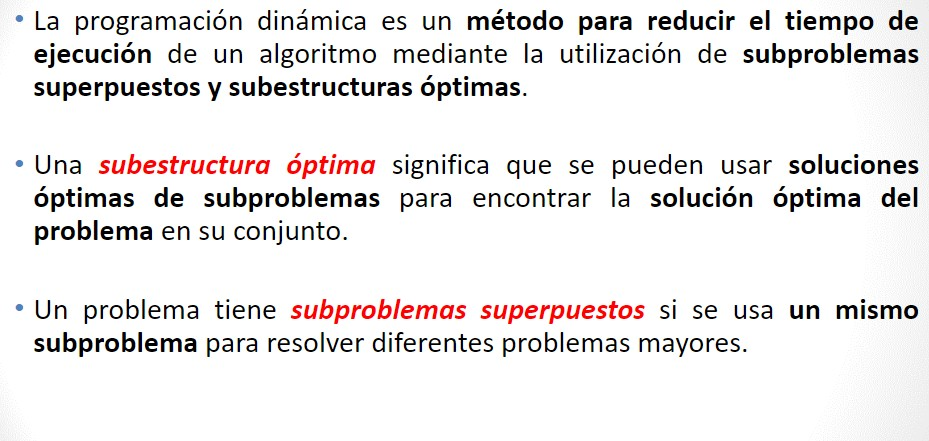 • La programación dinámica es un método para reducir el tiempo de
ejecución de un algoritmo mediante la utilización de subproblemas
superpuestos y subestructuras óptimas.
• Una subestructura óptima significa que se pueden usar soluciones
óptimas de subproblemas para encontrar la solución óptima del
problema en su conjunto.
• Un problema tiene subproblemas superpuestos si se usa un mismo
subproblema para resolver diferentes problemas mayores.